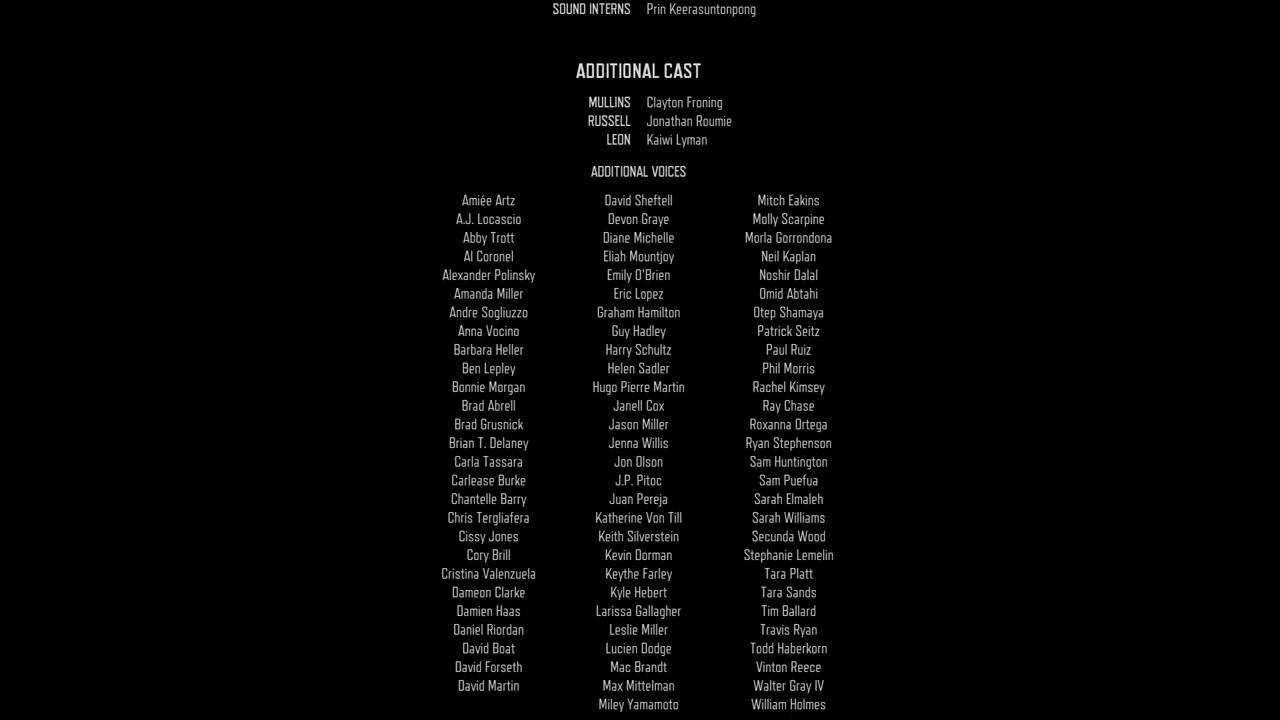 SOUND INTERNS Prin Keerasuntonpong
ADDITIONAL CAST
MULLINS Clayton Froning
RUSSELL Jonathan Roumie
LEON Kaiwi Lyman
ADDITIONAL VOICES
Amiée Artz David Sheftell Mitch Eakins
A.J. Locascio Devon Graye Molly Scarpine
Abby Trott Diane Michelle Morla Gorrondona
Al Coronel Eliah Mountjoy Neil Kaplan
Alexander Polinsky Emily O'Brien Noshir Dalal
Amanda Miller Eric Lopez Omid Abtahi
Andre Sogliuzzo Graham Hamilton Otep Shamaya
Anna Vocino Guy Hadley Patrick Seitz
Barbara Heller Harry Schultz Paul Ruiz
Ben Lepley Helen Sadler Phil Morris
Bonnie Morgan Hugo Pierre Martin Rachel Kimsey
Brad Abrell Janell Cox Ray Chase
Brad Grusnick Jason Miller Roxanna Ortega
Brian T. Delaney Jenna Willis Ryan Stephenson
Carla Tassara Jon Olson Sam Huntington
Carlease Burke J.P. Pitoc Sam Puefua
Chantelle Barry Juan Pereja Sarah Elmaleh
Chris Tergliafera Katherine Von Till Sarah Williams
Cissy Jones Keith Silverstein Secunda Wood
Cory Brill Kevin Dorman Stephanie Lemelin
Cristina Valenzuela Keythe Farley Tara Platt
Dameon Clarke Kyle Hebert Tara Sands
Damien Haas Larissa Gallagher Tim Ballard
Daniel Riordan Leslie Miller Travis Ryan
David Boat Lucien Dodge Todd Haberkorn
David Forseth Mac Brandt Vinton Reece
David Martin Max Mittelman Walter Gray IV
Miley Yamamoto William Holmes